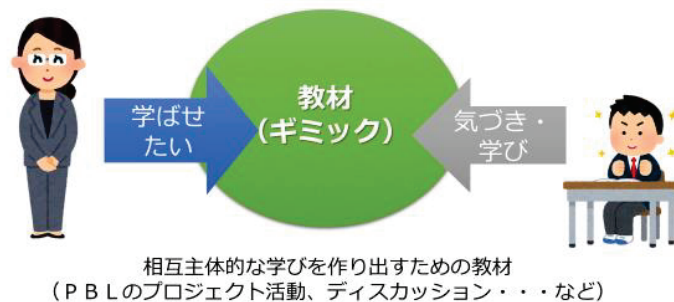 教材
(ギミック)
学ばせ
たい
気づき・
学び
相互主体的な学びを作り出すための教材
(ＰＢＬのプロジェクト活動、ディスカッション・・・など)